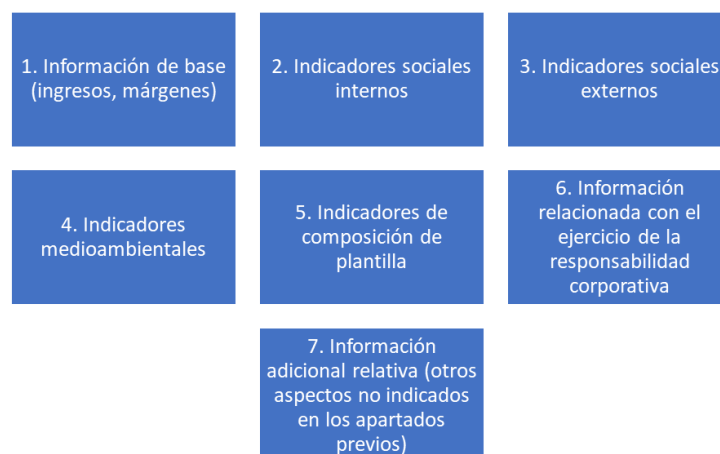 1. Información de base
(ingresos, márgenes)
2. Indicadores sociales
internos
3. Indicadores sociales
externos
4. Indicadores
medioambientales
5. Indicadores de
composición de
plantilla
6. Información
relacionada con el
ejercicio de la
responsabilidad
corporativa
7. Información
adicional relativa (otros
aspectos no indicados
en los apartados
previos)